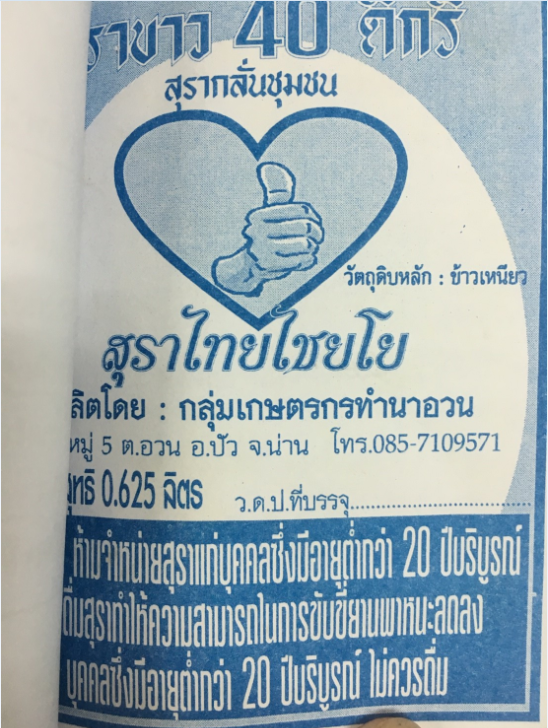 ราขาว 40 ดีกรี
สุรากลั่นชุมชน
วัตถุดิบหลัก : ข้าวเหนียว
สุราไทยไชยโย
ลิตโดย : กลุ่มเกษตรกรทำนาอวน
หมู่ 5 ต.อวน อ.ปัว จ.น่าน โทร.085-7109571
สุทธิ 0.625 ลิตร ว.ด.ป.ที่บรรจุ....................................
ห้ามจำหน่ายสุราแก่บุคคลซึ่งมีอายุต่ำกว่า 20 ปีบริบูรณ์
ดื่มสุราทำให้ความสามารถในการขับขี่ยานพาหนะลดลง
บุคคลซึ่งมีอายุต่ำกว่า 20 ปีบริบูรณ์ ไม่ควรดื่ม